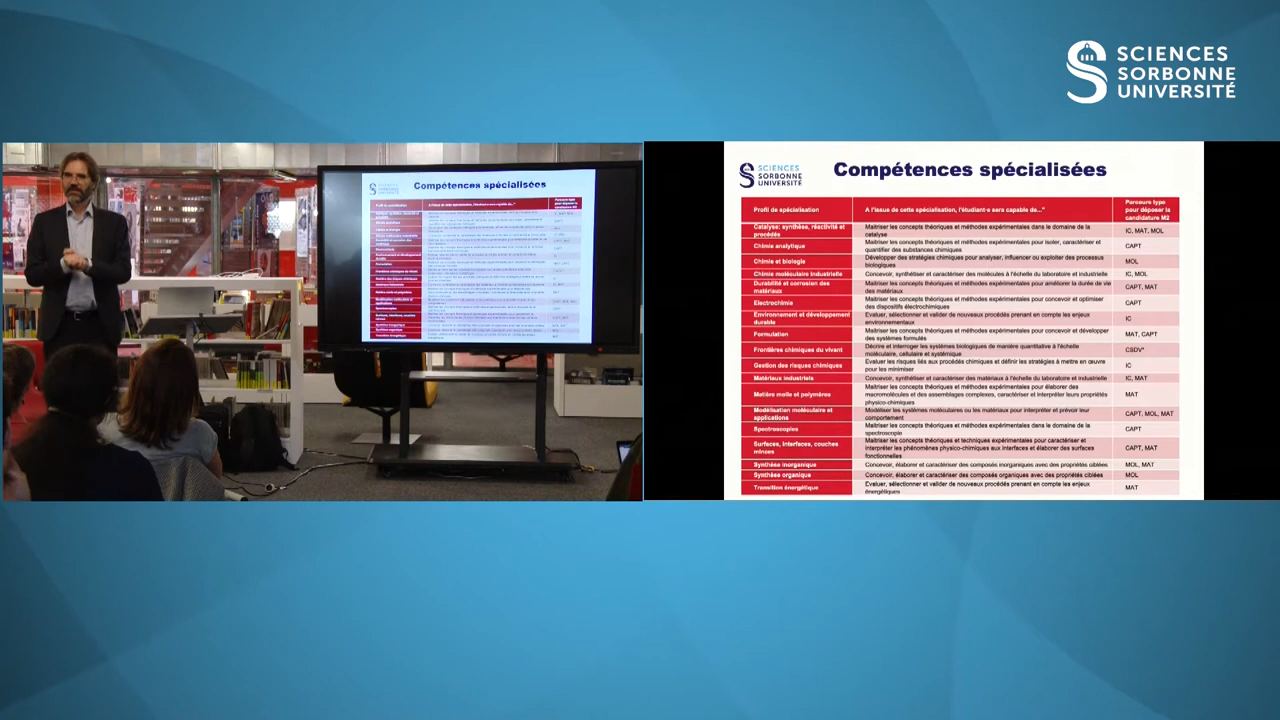 SCIENCES
SORBONNE
UNIVERSITÉ
Compétences spécialisées
SCIENCES
SORBONNE
UNIVERSITÉ
Compétences spécialisées
Profil de spécialisation
A l'issue de cette spécialisation, l'étudiant·e sera capable de..."
Parcours type
pour déposer la
candidature M2
Catalyse: synthèse, réactivité et
procédés
Maitriser les concepts théoriques et méthodes expérimentales dans le domaine de la
catalyse
IC, MAT, MOL
Chimie analytique
Maitriser les concepts théoriques et méthodes expérimentales pour isoler, caractériser et
quantifier des substances chimiques
CAPT
Chimie et biologie
Développer des stratégies chimiques pour analyser, influencer ou exploiter des processus
biologiques
MOL
Chimie moléculaire industrielle
Concevoir, synthétiser et caractériser des molécules à l'échelle du laboratoire et industrielle
IC, MOL
Durabilité et corrosion des
matériaux
Maitriser les concepts théoriques et méthodes expérimentales pour améliorer la durée de vie
des matériaux
CAPT, MAT
Electrochimie
Maitriser les concepts théoriques et méthodes expérimentales pour concevoir et optimiser
des dispositifs électrochimiques
CAPT
Environnement et développement
durable
Evaluer, sélectionner et valider de nouveaux procédés prenant en compte les enjeux
environnementaux
IC
Formulation
Maitriser les concepts théoriques et méthodes expérimentales pour concevoir et développer
des systèmes formulés
MAT, CAPT
Frontières chimiques du vivant
Décrire et interroger les systèmes biologiques de manière quantitative à l'échelle
moléculaire, cellulaire et systémique
CSDV*
Gestion des risques chimiques
Evaluer les risques liés aux procédés chimiques et définir les stratégies à mettre en œuvre
pour les minimiser
IC
Matériaux industriels
Concevoir, synthétiser et caractériser des matériaux à l'échelle du laboratoire et industrielle
IC, MAT
Matière molle et polymères
Maitriser les concepts théoriques et méthodes expérimentales pour élaborer des
macromolécules et des assemblages complexes, caractériser et interpréter leurs propriétés
physico-chimiques
MAT
Modélisation moléculaire et
applications
Modéliser les systèmes moléculaires ou les matériaux pour interpréter et prévoir leur
comportement
CAPT, MOL, MAT
Spectroscopies
Maitriser les concepts théoriques et méthodes expérimentales dans le domaine de la
spectroscopie
CAPT
Surfaces, interfaces, couches
minces
Maitriser les concepts théoriques et techniques expérimentales pour caractériser et
interpréter les phénomènes physico-chimiques aux interfaces et élaborer des surfaces
fonctionnelles
CAPT, MAT
Synthèse inorganique
Concevoir, élaborer et caractériser des composés inorganiques avec des propriétés ciblées
MOL, MAT
Synthèse organique
Concevoir, élaborer et caractériser des composés organiques avec des propriétés ciblées
MOL
Transition énergétique
Evaluer, sélectionner et valider de nouveaux procédés prenant en compte les enjeux
énergétiques
MAT